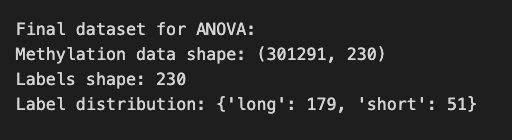 Final dataset for ANOVA:
Methylation data shape: (301291, 230)
Labels shape: 230
Label distribution: {'long': 179, 'short': 51}